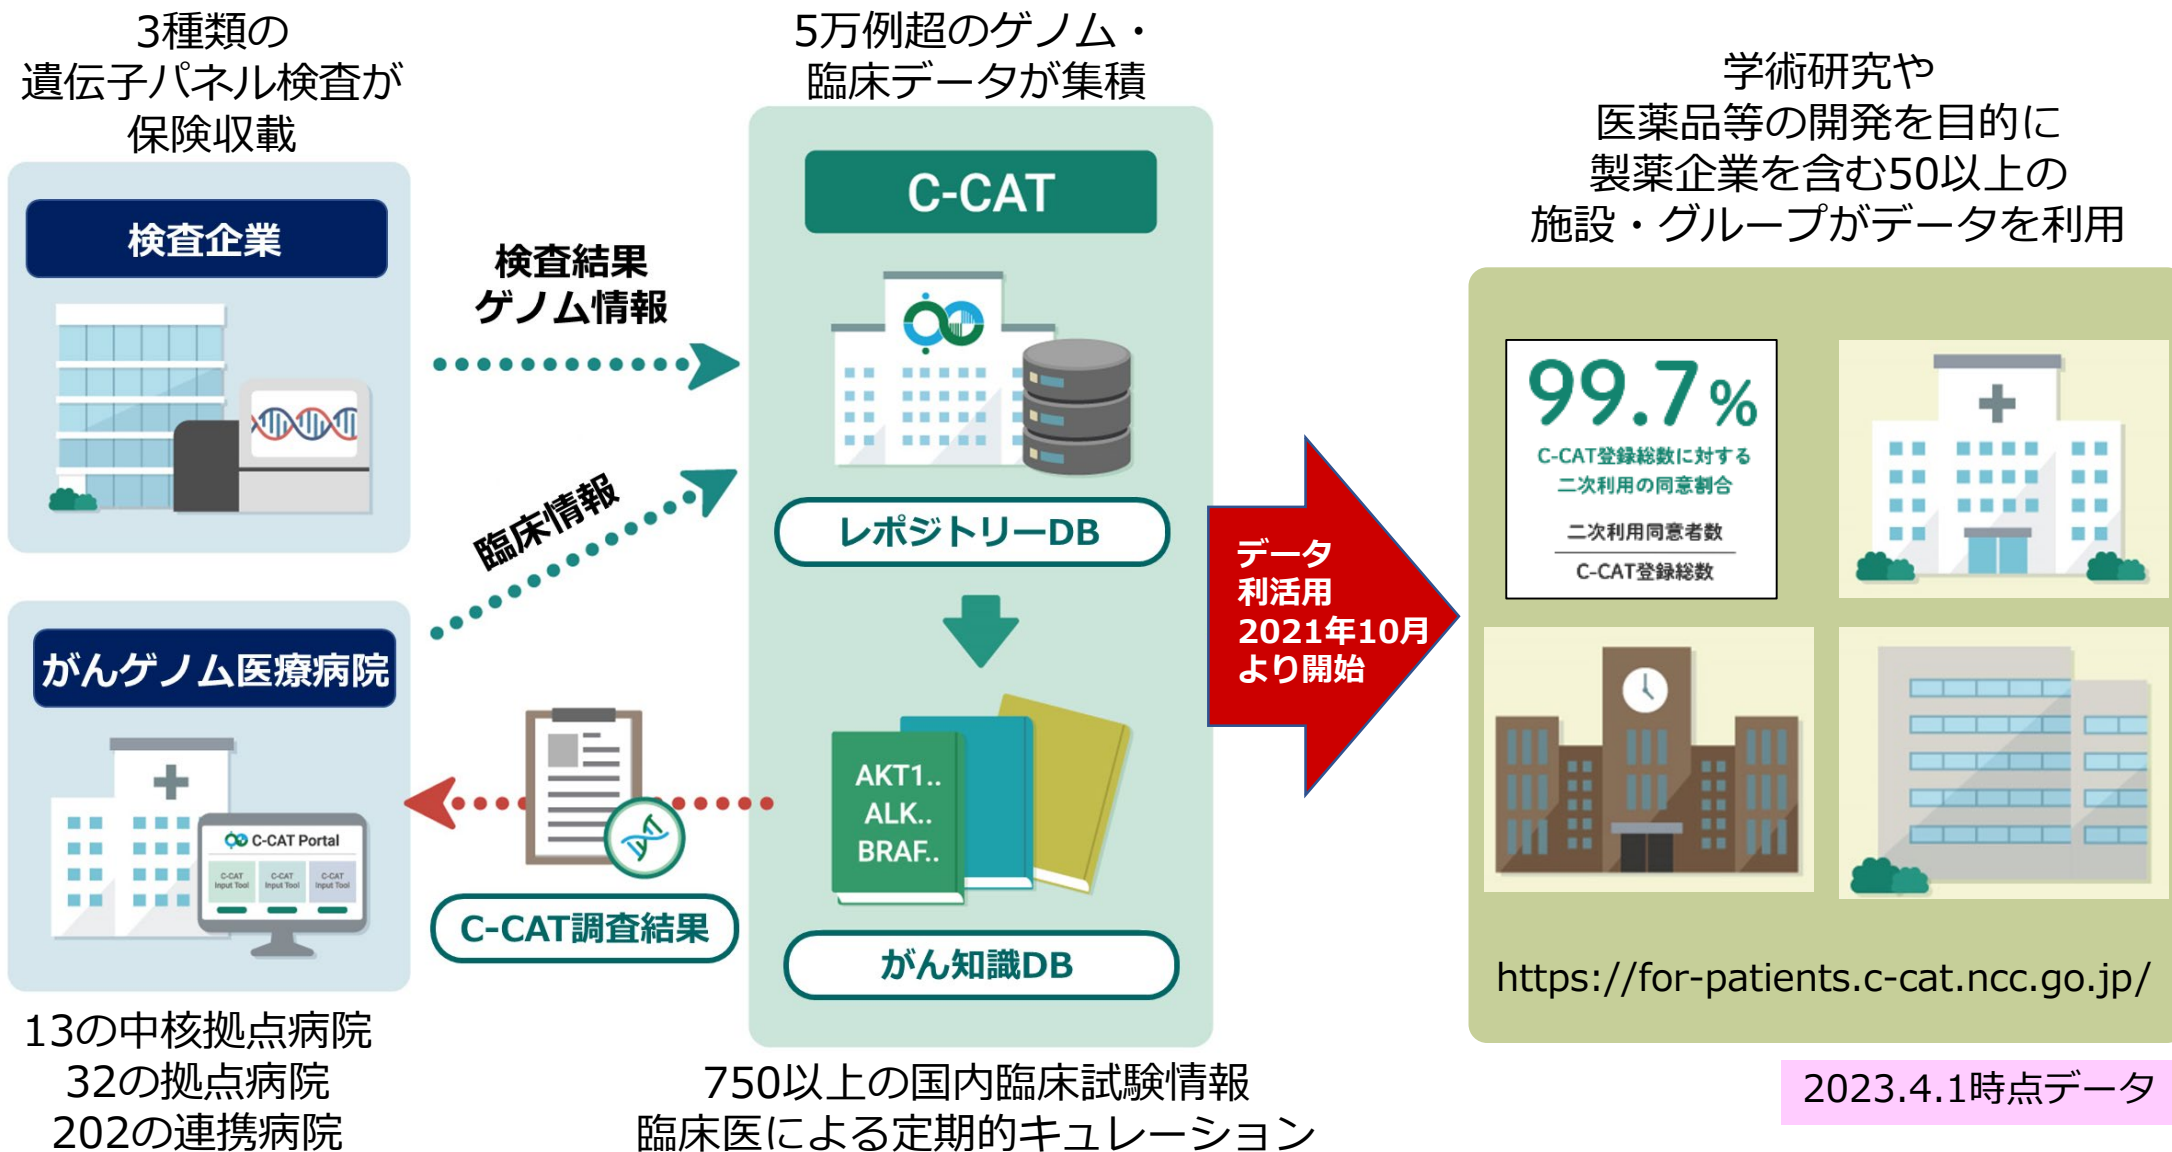 3種類の
遺伝子パネル検査が
保険収載
検査企業
がんゲノム医療病院
C-CAT Portal
C-CAT
Input Tool
C-CAT
Input Tool
C-CAT
Input Tool
13の中核拠点病院
32の拠点病院
202の連携病院
検査結果
ゲノム情報
臨床情報
C-CAT調査結果
5万例超のゲノム・
臨床データが集積
C-CAT
レポジトリーDB
AKT1..
ALK..
BRAF..
がん知識DB
750以上の国内臨床試験情報
臨床医による定期的キュレーション
データ
利活用
2021年10月
より開始
学術研究や
医薬品等の開発を目的に
製薬企業を含む50以上の
施設・グループがデータを利用
99.7%
C-CAT登録総数に対する
二次利用の同意割合
二次利用同意者数
C-CAT登録総数
https://for-patients.c-cat.ncc.go.jp/
2023.4.1時点データ